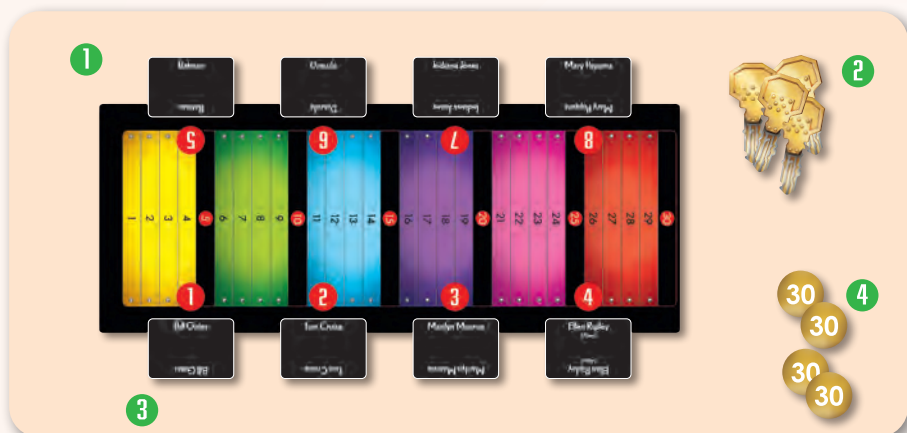 1
2
Batman Dracula Indiana Jones Mary Poppins
Batman Dracula Indiana Jones Mary Poppins
5 6 7 8
1 2 3 4 5 6 7 8 9 10 11 12 13 14 15 16 17 18 19 20 21 22 23 24 25 26 27 28 29 30
1 2 3 4
Bill Tom Cruise Marilyn Monroe Ellen Ripley
(Alien)
(Alien)
Bill Tom Cruise Marilyn Monroe Ellen Ripley
3
4
30
30
30
30